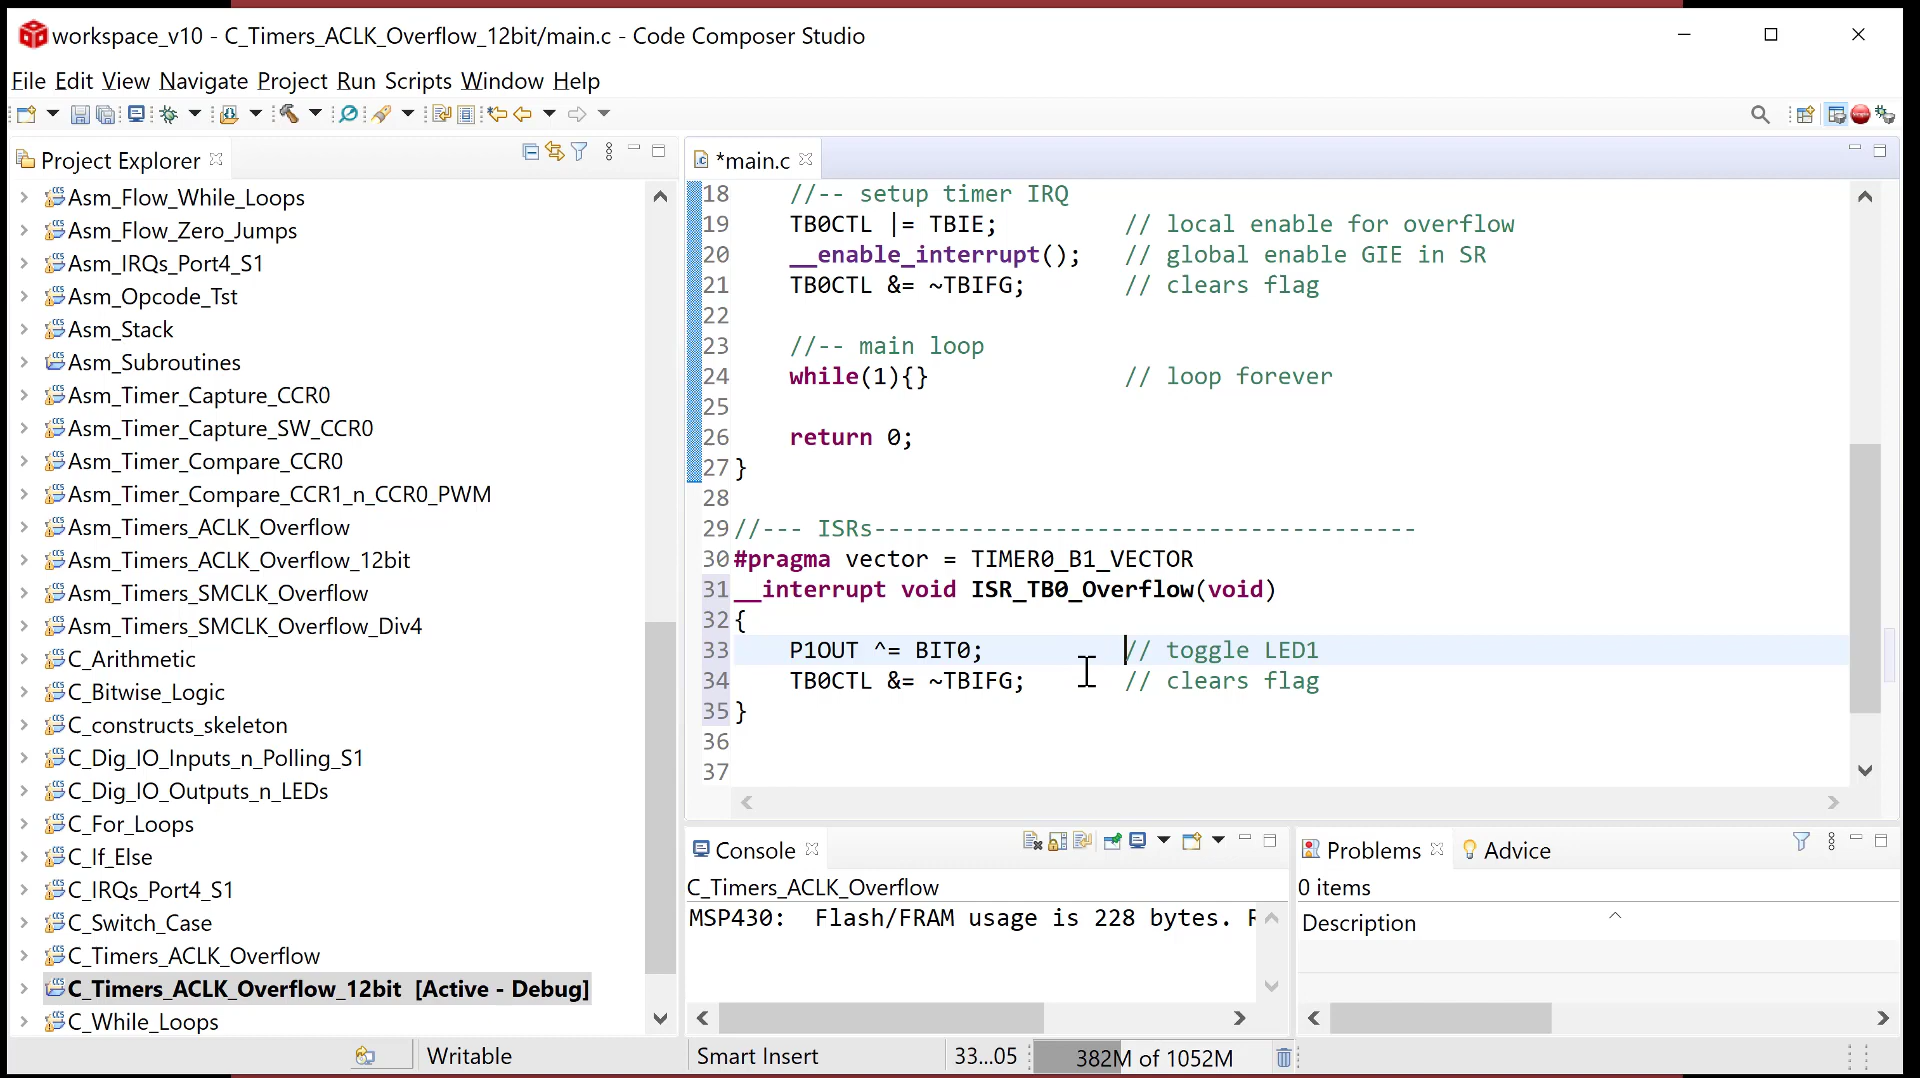 workspace_v10 - C_Timers_ACLK_Overflow_12bit/main.c - Code Composer Studio
File Edit View Navigate Project Run Scripts Window Help
Project Explorer
Asm_Flow_While_Loops
Asm_Flow_Zero_Jumps
Asm_IRQs_Port4_S1
Asm_Opcode_Tst
Asm_Stack
Asm_Subroutines
Asm_Timer_Capture_CCR0
Asm_Timer_Capture_SW_CCR0
Asm_Timer_Compare_CCR0
Asm_Timer_Compare_CCR1_n_CCR0_PWM
Asm_Timers_ACLK_Overflow
Asm_Timers_ACLK_Overflow_12bit
Asm_Timers_SMCLK_Overflow
Asm_Timers_SMCLK_Overflow_Div4
C_Arithmetic
C_Bitwise_Logic
C_constructs_skeleton
C_Dig_IO_Inputs_n_Polling_S1
C_Dig_IO_Outputs_n_LEDs
C_For_Loops
C_If_Else
C_IRQs_Port4_S1
C_Switch_Case
C_Timers_ACLK_Overflow
C_Timers_ACLK_Overflow_12bit [Active - Debug]
C_While_Loops
*main.c
18 //-- setup timer IRQ
19 TB0CTL |= TBIE; // local enable for overflow
20 __enable_interrupt(); // global enable GIE in SR
21 TB0CTL &= ~TBIFG; // clears flag
22
23 //-- main loop
24 while(1){} // loop forever
25
26 return 0;
27 }
28
29 //--- ISRs---------------------------------------
30 #pragma vector = TIMER0_B1_VECTOR
31 __interrupt void ISR_TB0_Overflow(void)
32 {
33 P1OUT ^= BIT0; // toggle LED1
34 TB0CTL &= ~TBIFG; // clears flag
35 }
36
37
Console
C_Timers_ACLK_Overflow
MSP430: Flash/FRAM usage is 228 bytes.
Problems Advice
0 items
Description
Writable Smart Insert 33...05 382M of 1052M